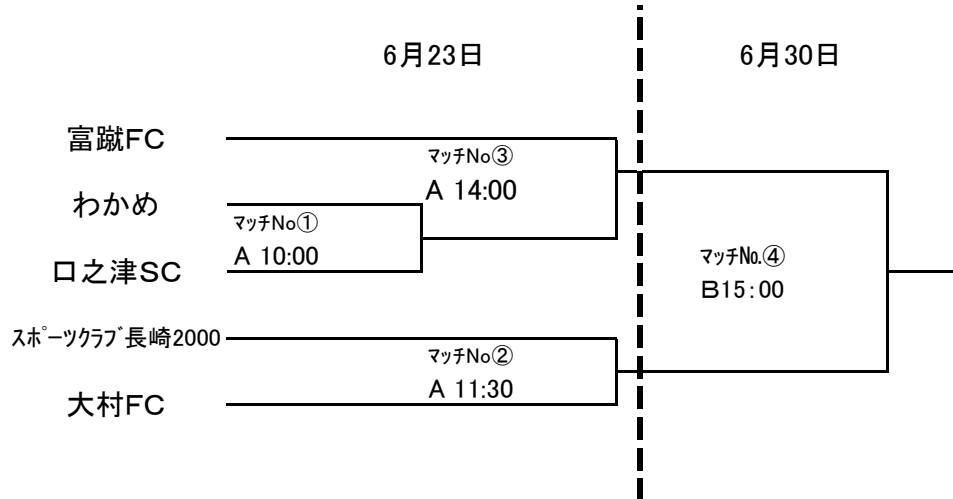 6月23日
6月30日
富蹴FC
マッチNo③
A 14:00
わかめ
マッチNo①
A 10:00
口之津SC
マッチNo.④
B15:00
スポーツクラブ長崎2000
マッチNo②
A 11:30
大村FC